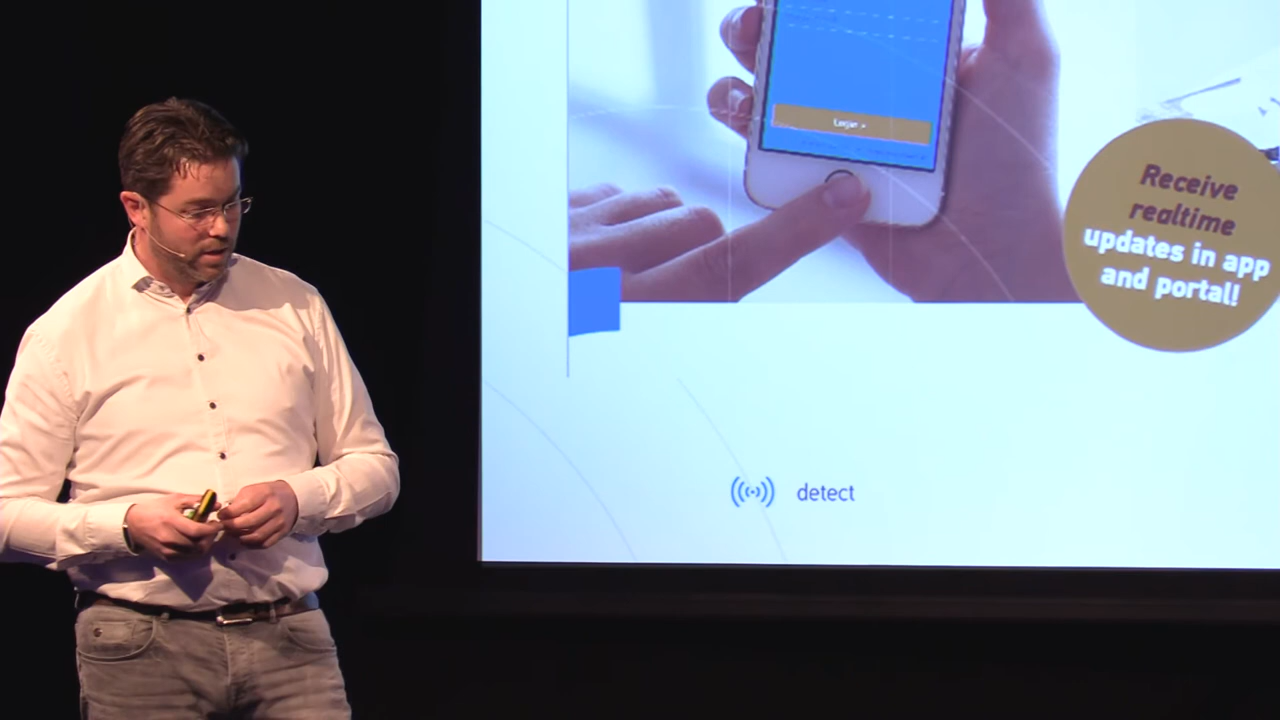 Login »
Receive
realtime
updates in app
and portal!
detect